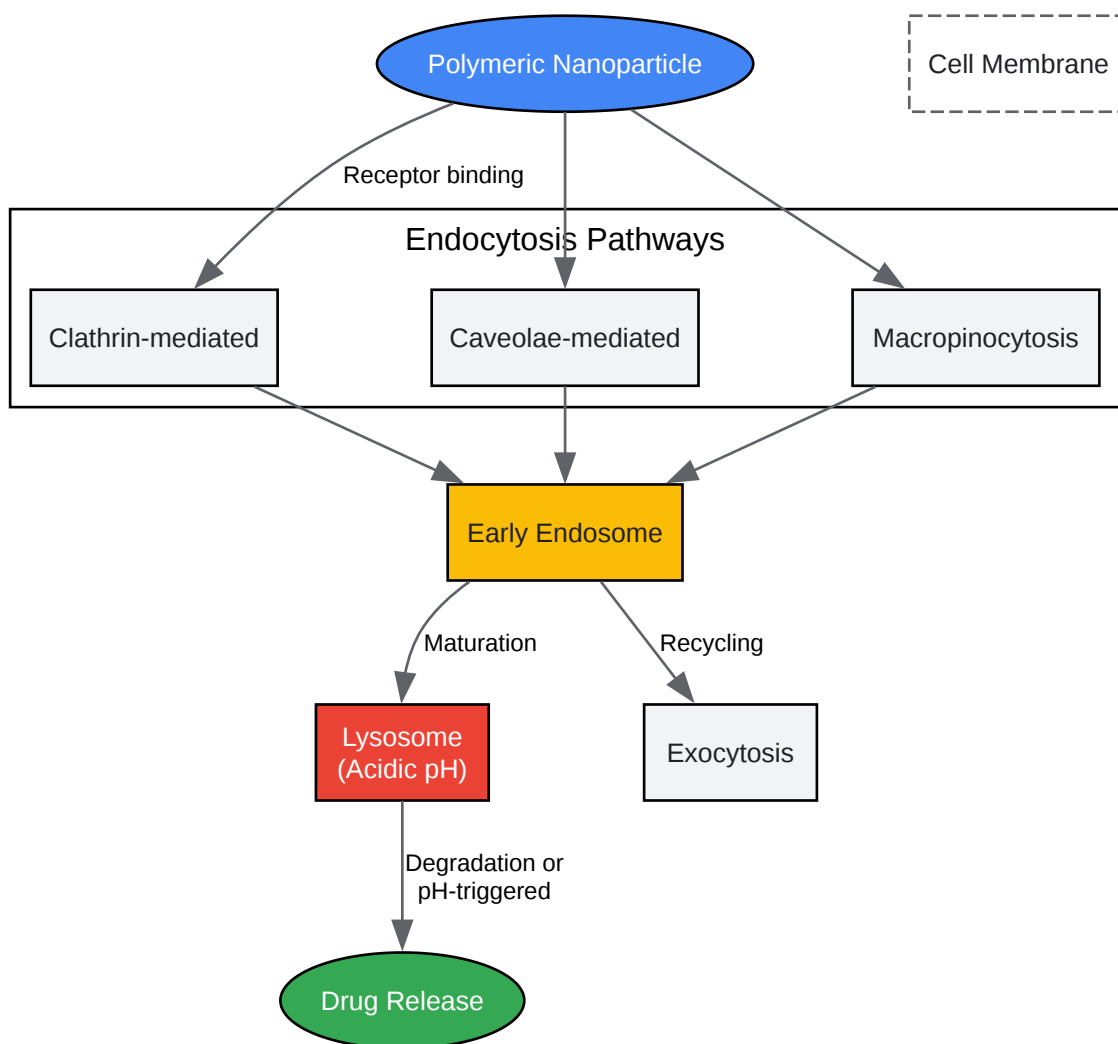 Polymeric Nanoparticle
Cell Membrane
Receptor binding
Endocytosis Pathways
Clathrin-mediated
Caveolae-mediated
Macropinocytosis
Early Endosome
Maturation
Recycling
Lysosome
(Acidic pH)
Exocytosis
Degradation or
pH-triggered
Drug Release